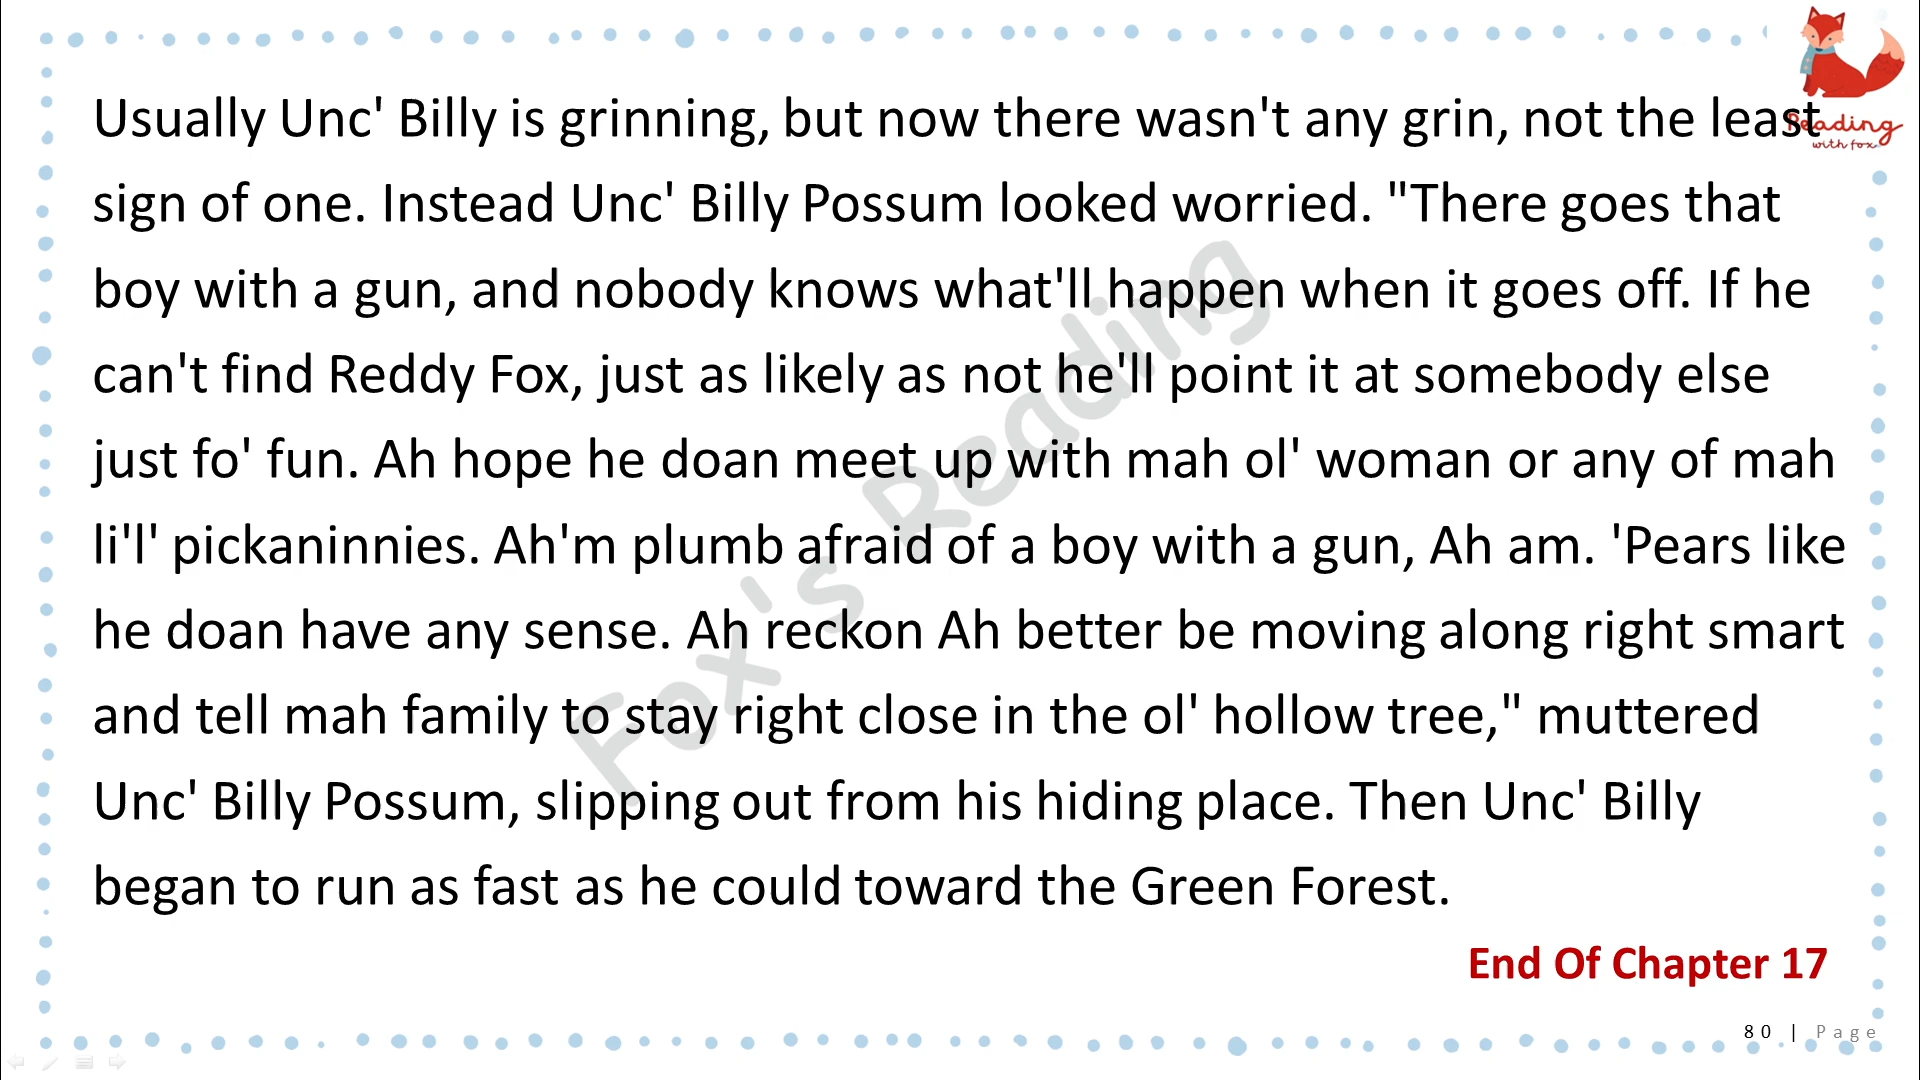 Usually Unc' Billy is grinning, but now there wasn't any grin, not the least
sign of one. Instead Unc' Billy Possum looked worried. "There goes that
boy with a gun, and nobody knows what'll happen when it goes off. If he
can't find Reddy Fox, just as likely as not he'll point it at somebody else
just fo' fun. Ah hope he doan meet up with mah ol' woman or any of mah
li'l' pickaninnies. Ah'm plumb afraid of a boy with a gun, Ah am. 'Pears like
he doan have any sense. Ah reckon Ah better be moving along right smart
and tell mah family to stay right close in the ol' hollow tree," muttered
Unc' Billy Possum, slipping out from his hiding place. Then Unc' Billy
began to run as fast as he could toward the Green Forest.
End Of Chapter 17
80 | Page
Reading
with fox
Fox's Reading